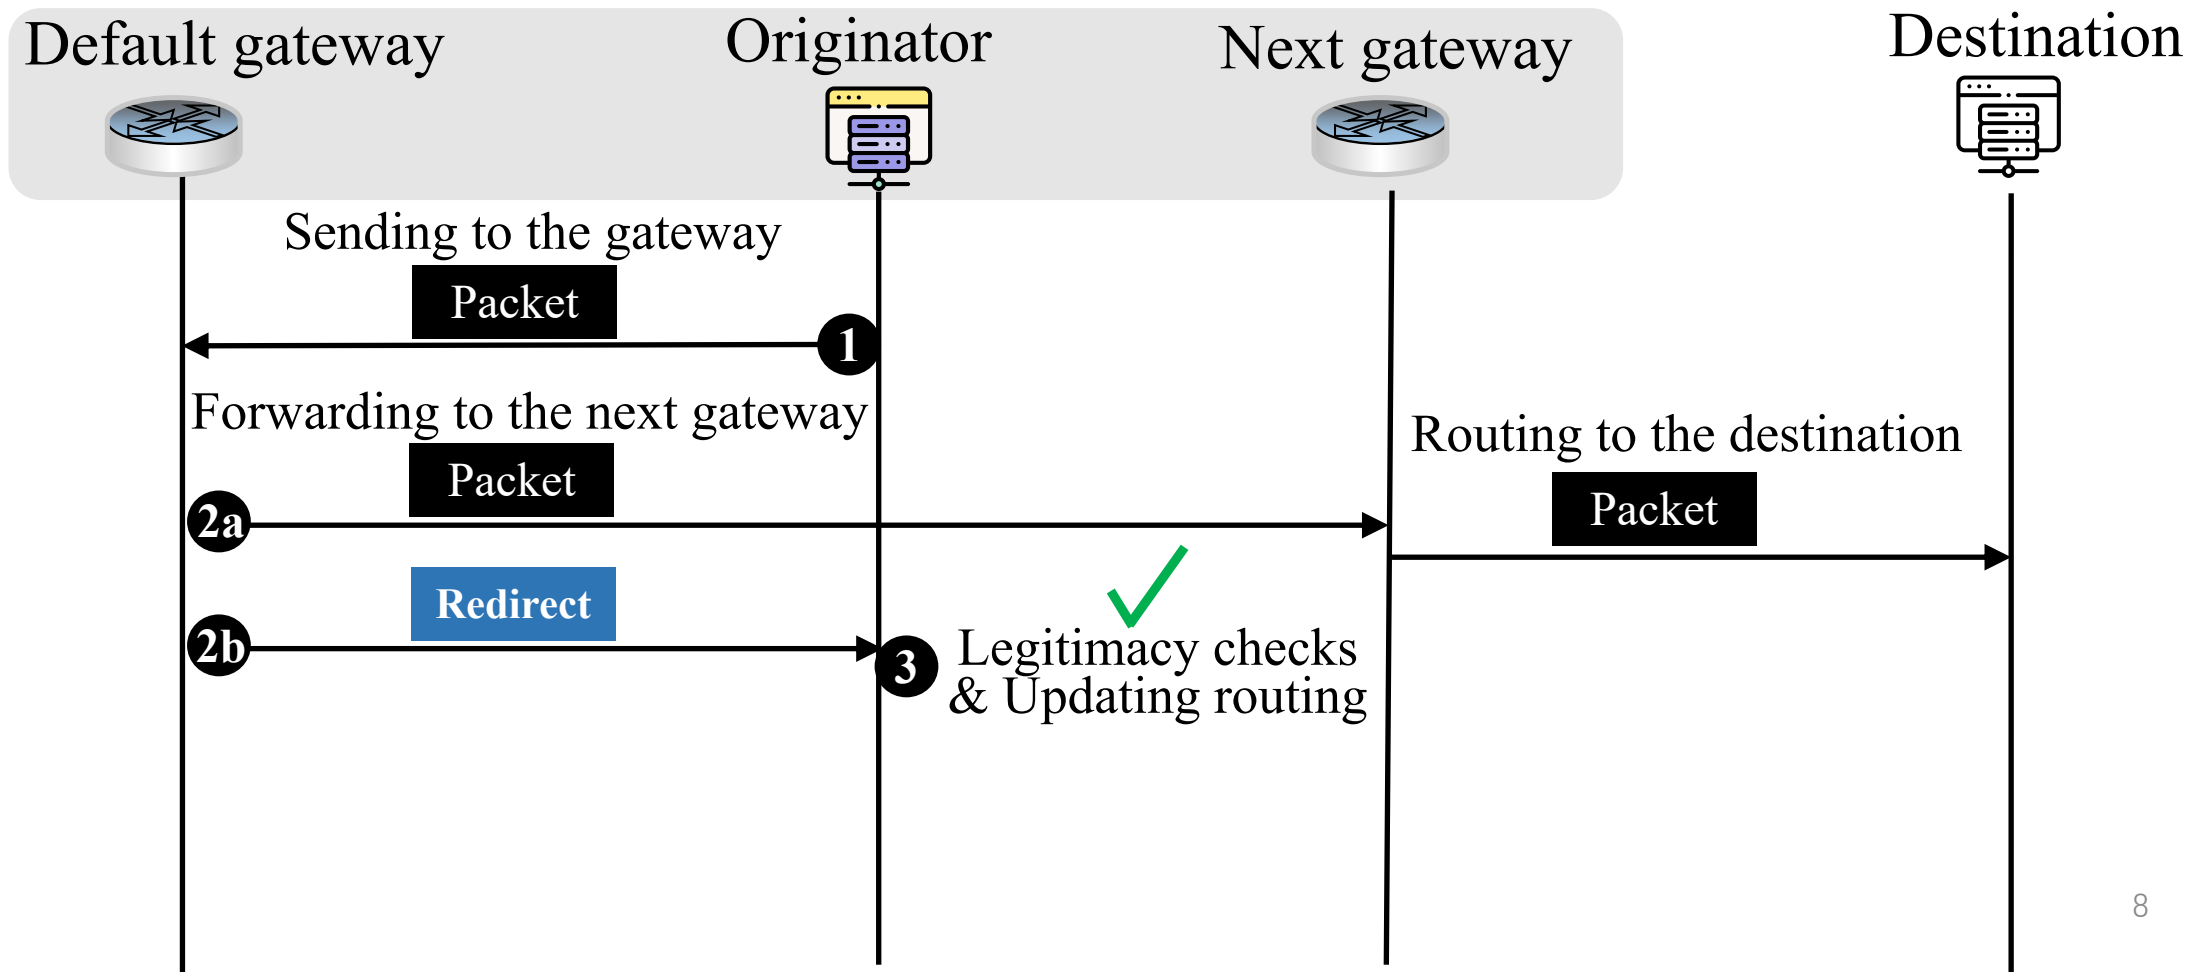 Default gateway
Originator
Next gateway
Destination
Sending to the gateway
Packet
1
Forwarding to the next gateway
Packet
2a
Routing to the destination
Packet
Redirect
2b
3
Legitimacy checks
& Updating routing
8